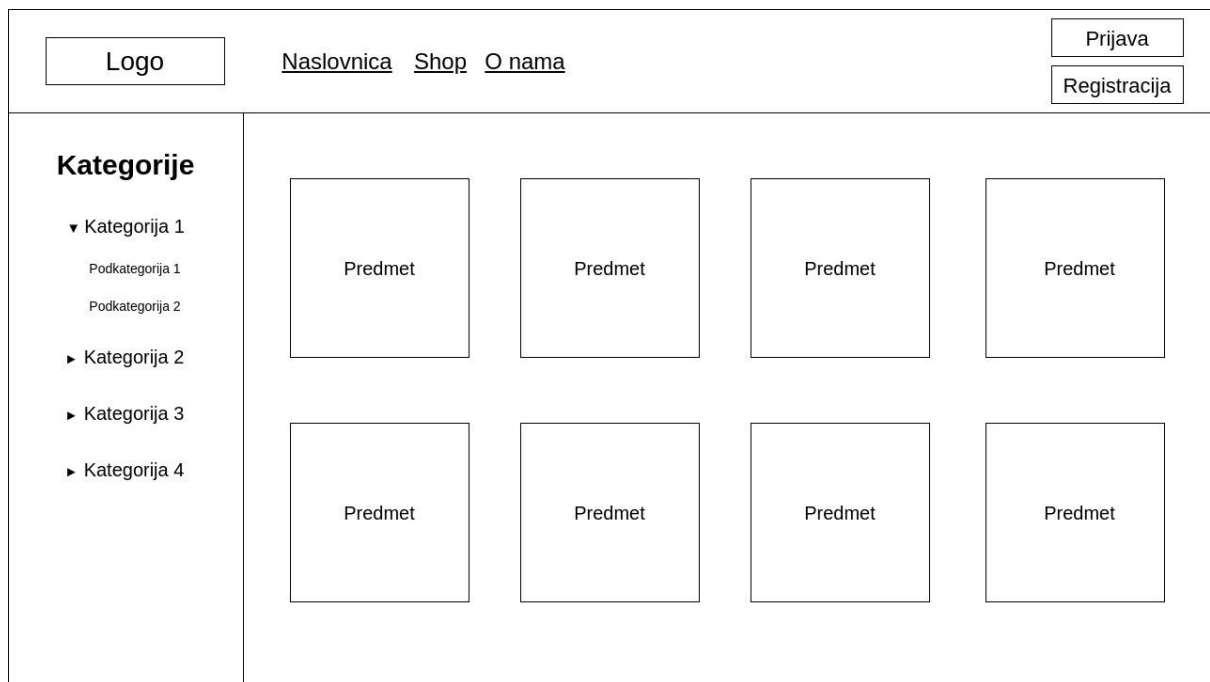 Logo
Naslovnica Shop O nama
Prijava
Registracija
Kategorije
▼ Kategorija 1
Podkategorija 1
Podkategorija 2
► Kategorija 2
► Kategorija 3
► Kategorija 4
Predmet Predmet Predmet Predmet
Predmet Predmet Predmet Predmet